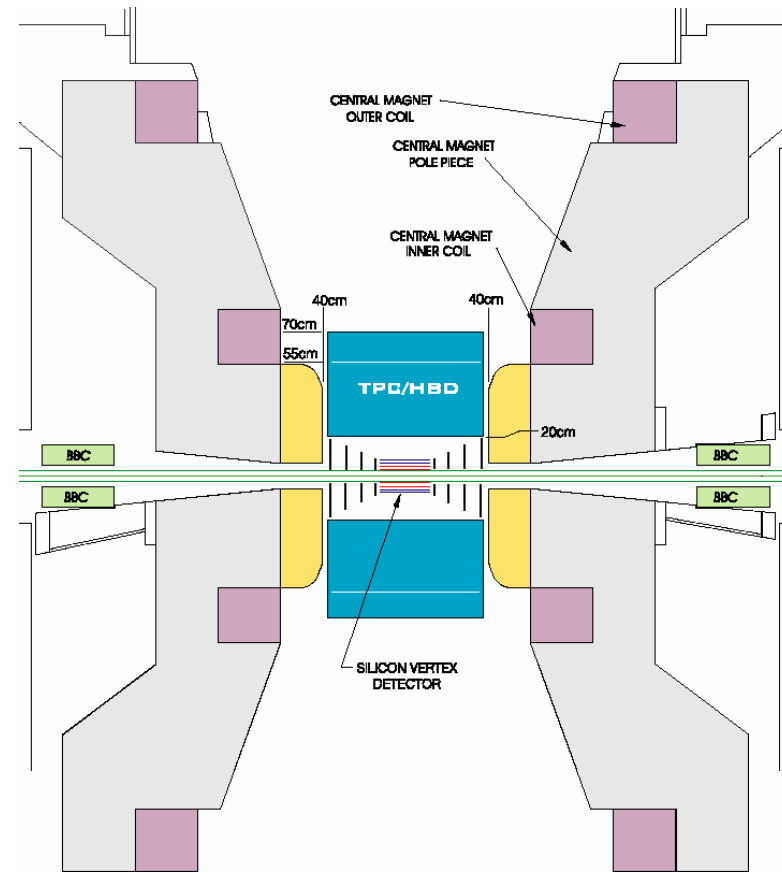 CENTRAL MAGNET
OUTER COIL
CENTRAL MAGNET
POLE PIECE
CENTRAL MAGNET
INNER COIL
40cm
40cm
70cm
55cm
TPC/HBD
20cm
BBC
BBC
BBC
BBC
SILICON VERTEX
DETECTOR